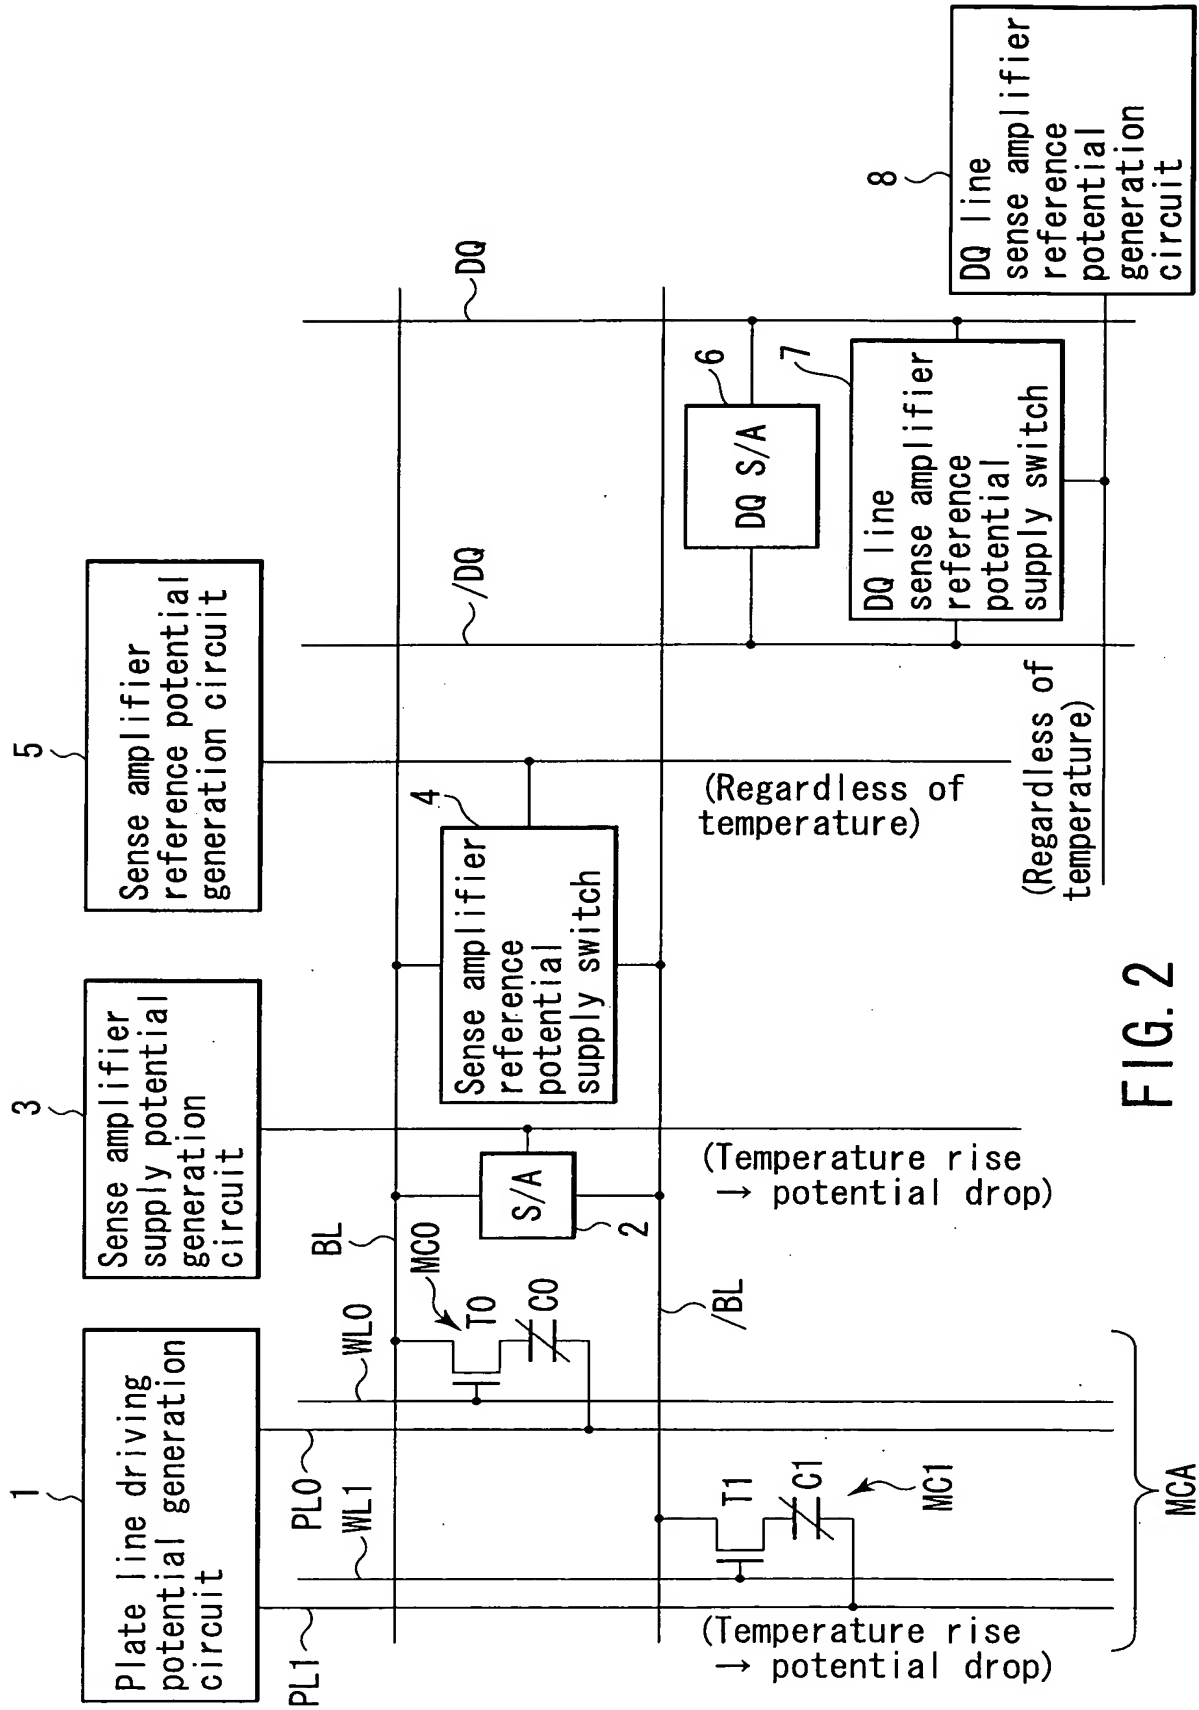 1
Plate line driving
potential generation
circuit
3
Sense amplifier
supply potential
generation
circuit
5
Sense amplifier
reference potential
generation circuit
PL1
PL0
WL1
WL0
BL
MC0
T0
C0
S/A
2
4
Sense amplifier
reference
potential
supply switch
/DQ
DQ
/BL
T1
C1
MC1
(Temperature rise
→ potential drop)
(Temperature rise
→ potential drop)
(Regardless of
temperature)
DQ S/A
6
7
DQ line
sense amplifier
reference
potential
supply switch
8
DQ line
sense amplifier
reference
potential
generation
circuit
(Regardless of
temperature)
MCA
FIG. 2